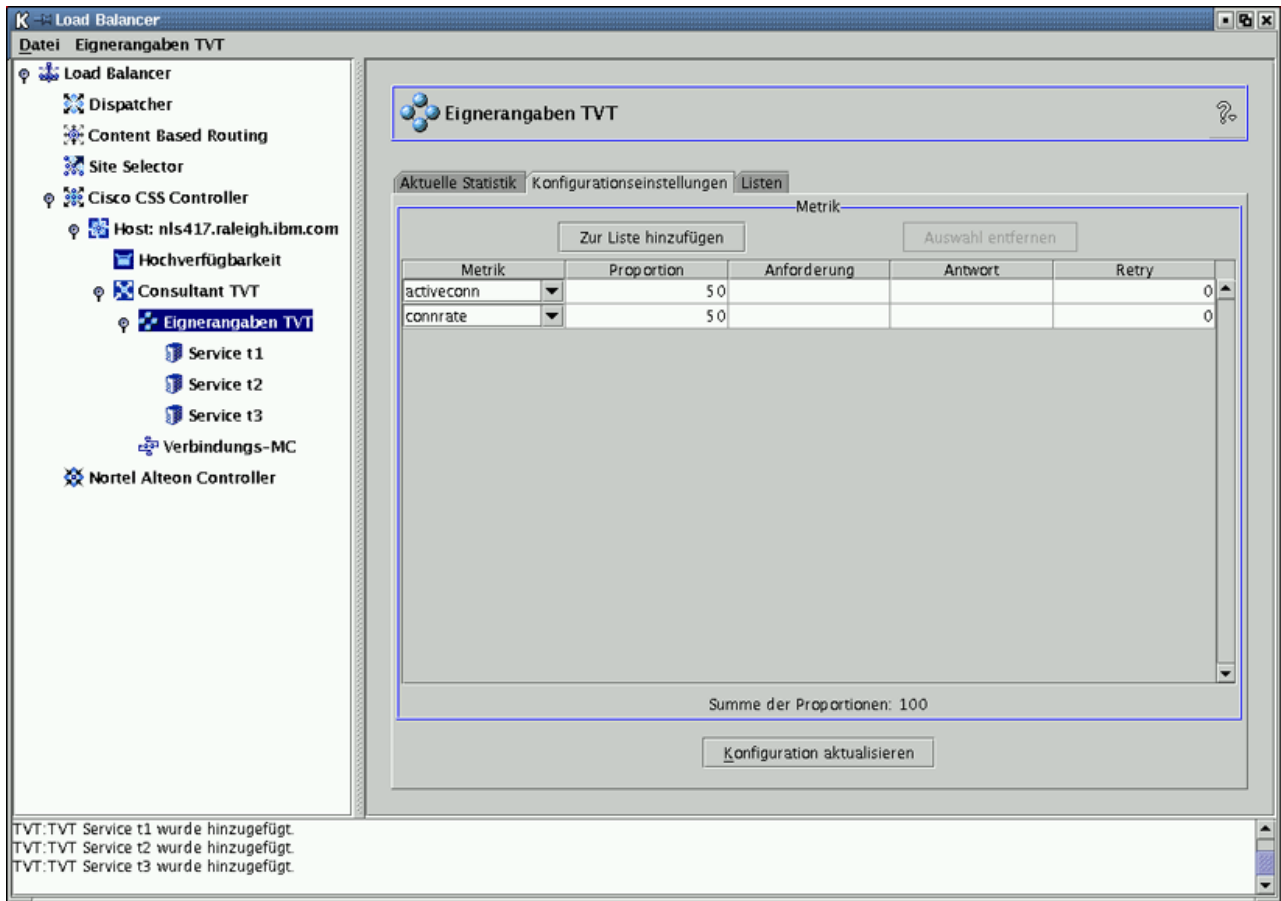 Load Balancer
Datei Eignerangaben TVT
Load Balancer
Dispatcher
Content Based Routing
Site Selector
Cisco CSS Controller
Host: nls417.raleigh.ibm.com
Hochverfügbarkeit
Consultant TVT
Eignerangaben TVT
Service t1
Service t2
Service t3
Verbindungs-MC
Nortel Alteon Controller
Eignerangaben TVT
Aktuelle Statistik Konfigurationseinstellungen Listen
Metrik
Zur Liste hinzufügen Auswahl entfernen
Metrik Proportion Anforderung Antwort Retry
activeconn 50 0
connrate 50 0
Summe der Proportionen: 100
Konfiguration aktualisieren
TVT:TVT Service t1 wurde hinzugefügt.
TVT:TVT Service t2 wurde hinzugefügt.
TVT:TVT Service t3 wurde hinzugefügt.